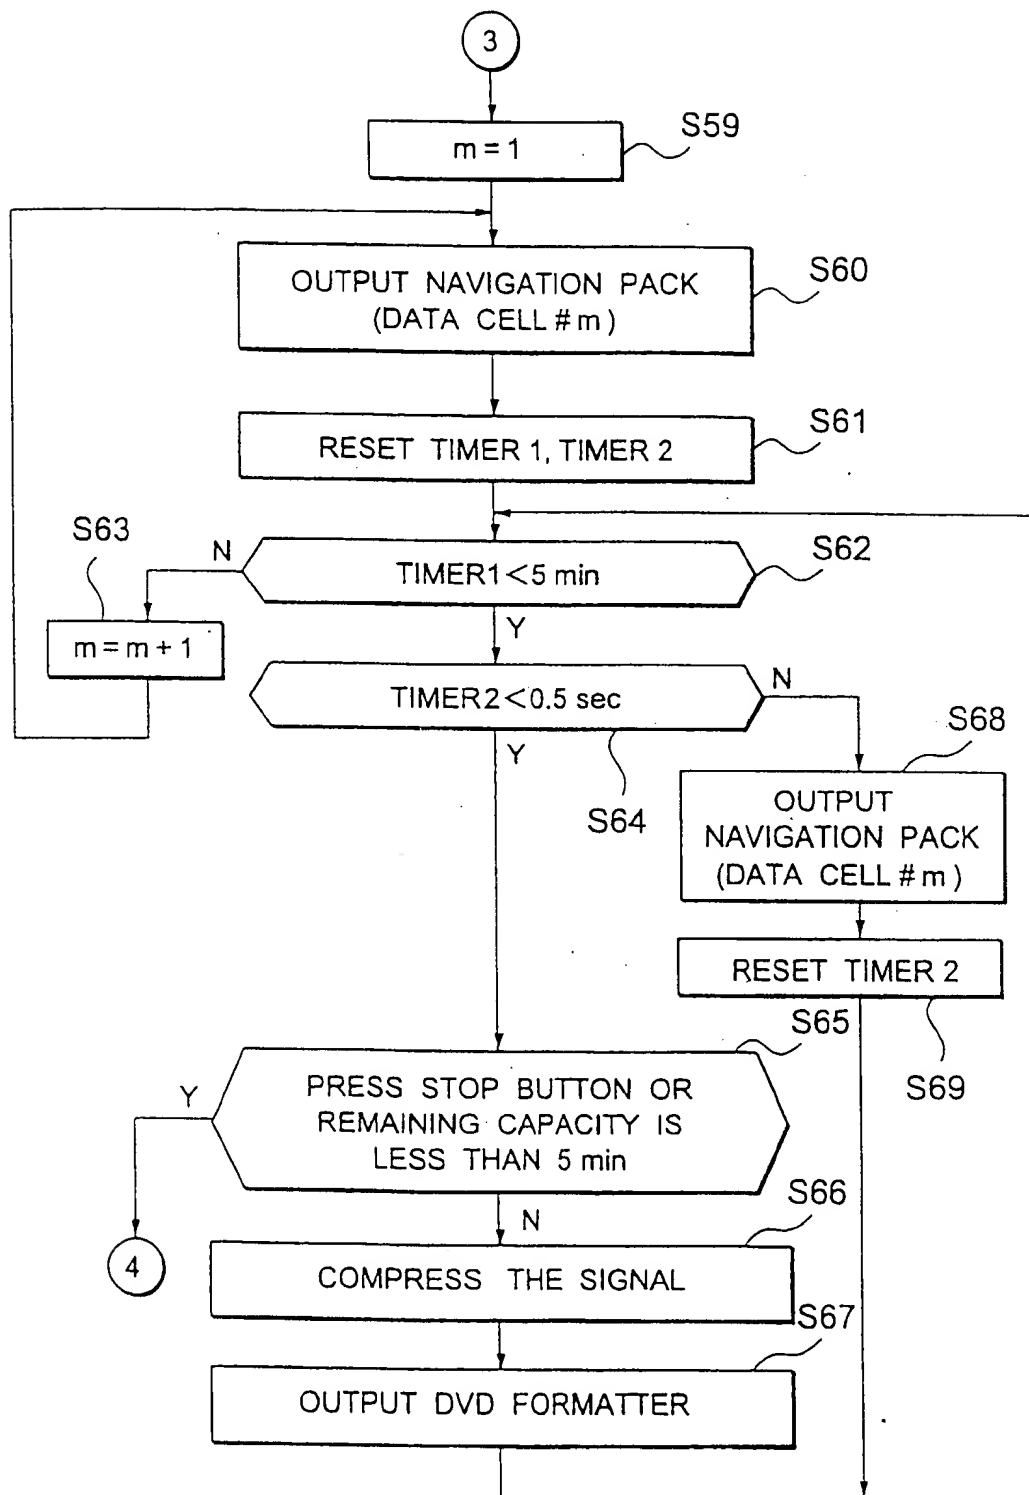 3
S59
m = 1
S60
OUTPUT NAVIGATION PACK
(DATA CELL # m)
S61
RESET TIMER 1, TIMER 2
S63
N
S62
TIMER1 < 5 min
m = m + 1
Y
TIMER2 < 0.5 sec
N
Y
S64
S68
OUTPUT
NAVIGATION PACK
(DATA CELL # m)
RESET TIMER 2
S69
S65
Y
PRESS STOP BUTTON OR
REMAINING CAPACITY IS
LESS THAN 5 min
N
4
S66
COMPRESS THE SIGNAL
S67
OUTPUT DVD FORMATTER